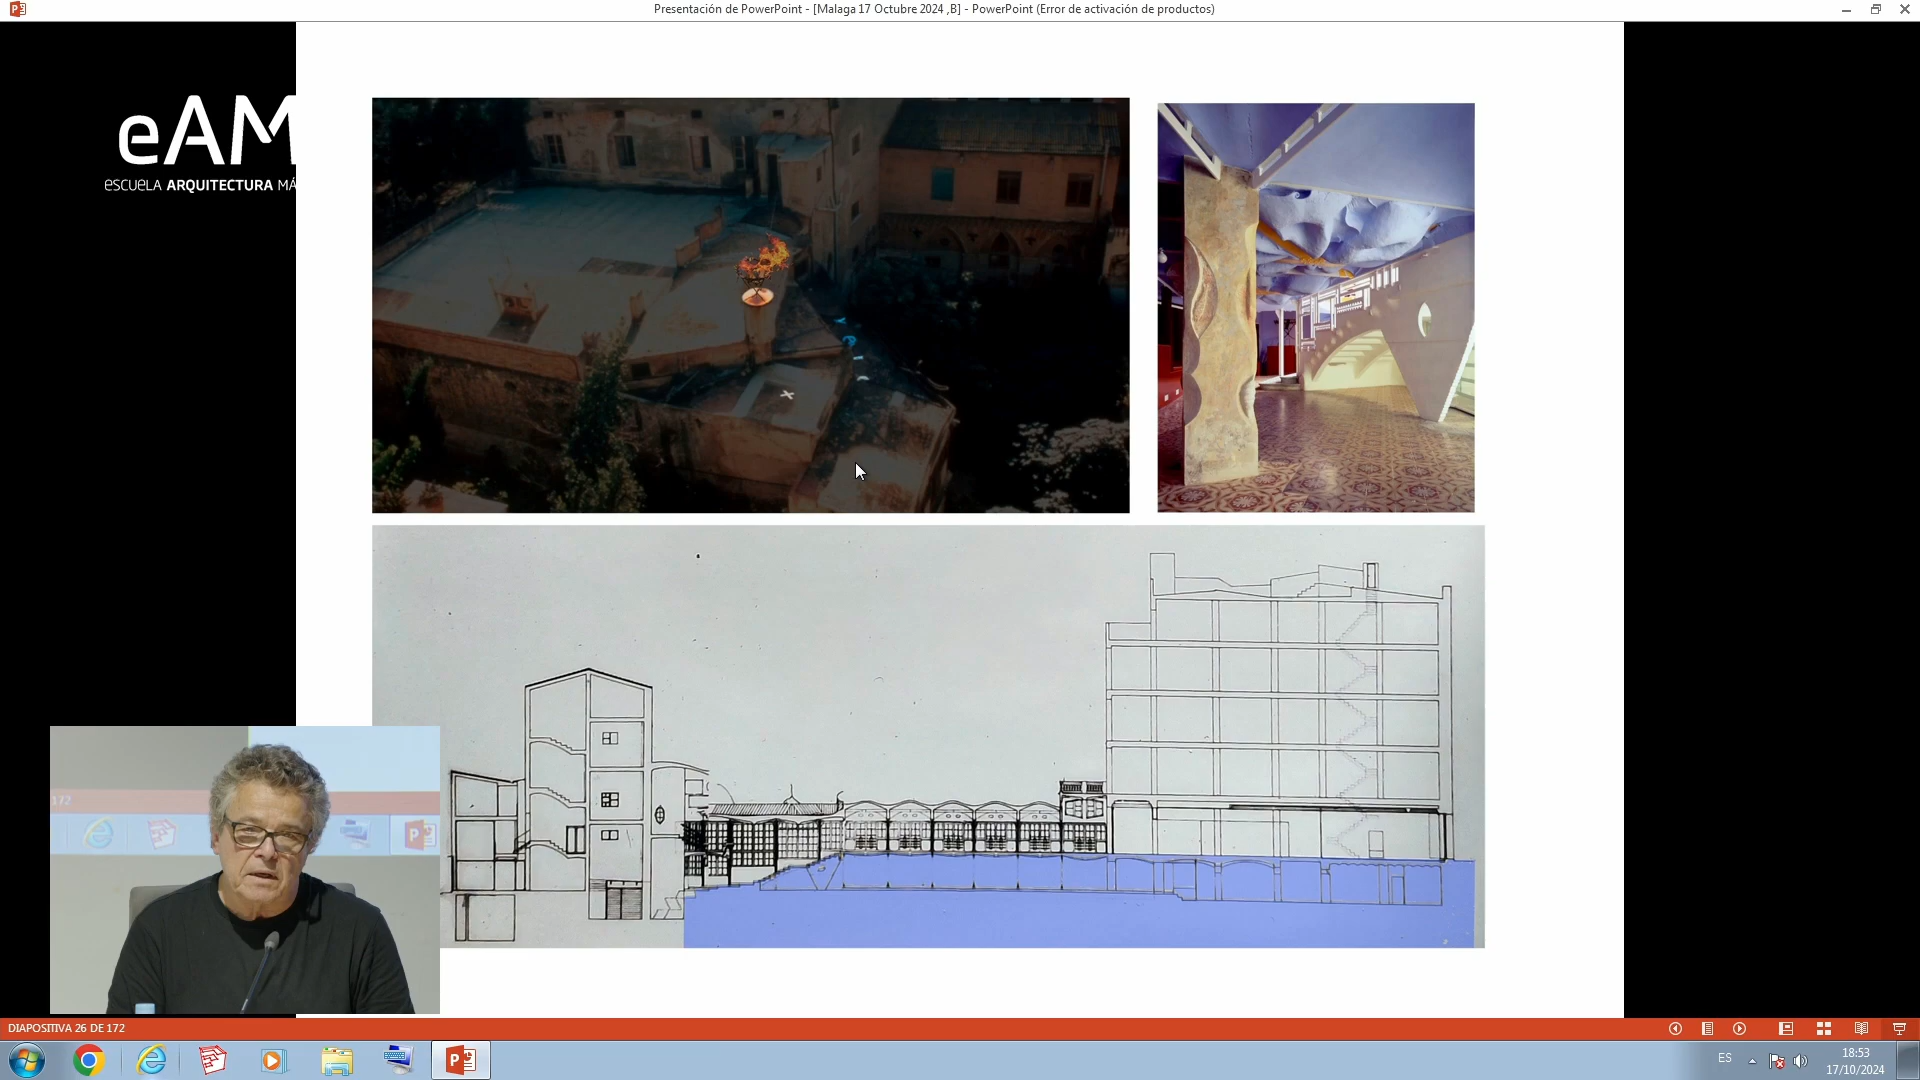 Presentación de PowerPoint - [Malaga 17 Octubre 2024 ,B] - PowerPoint (Error de activación de productos)
eAM
ESCUELA ARQUITECTURA MÁ
172
DIAPOSITIVA 26 DE 172
ES
18:53
17/10/2024